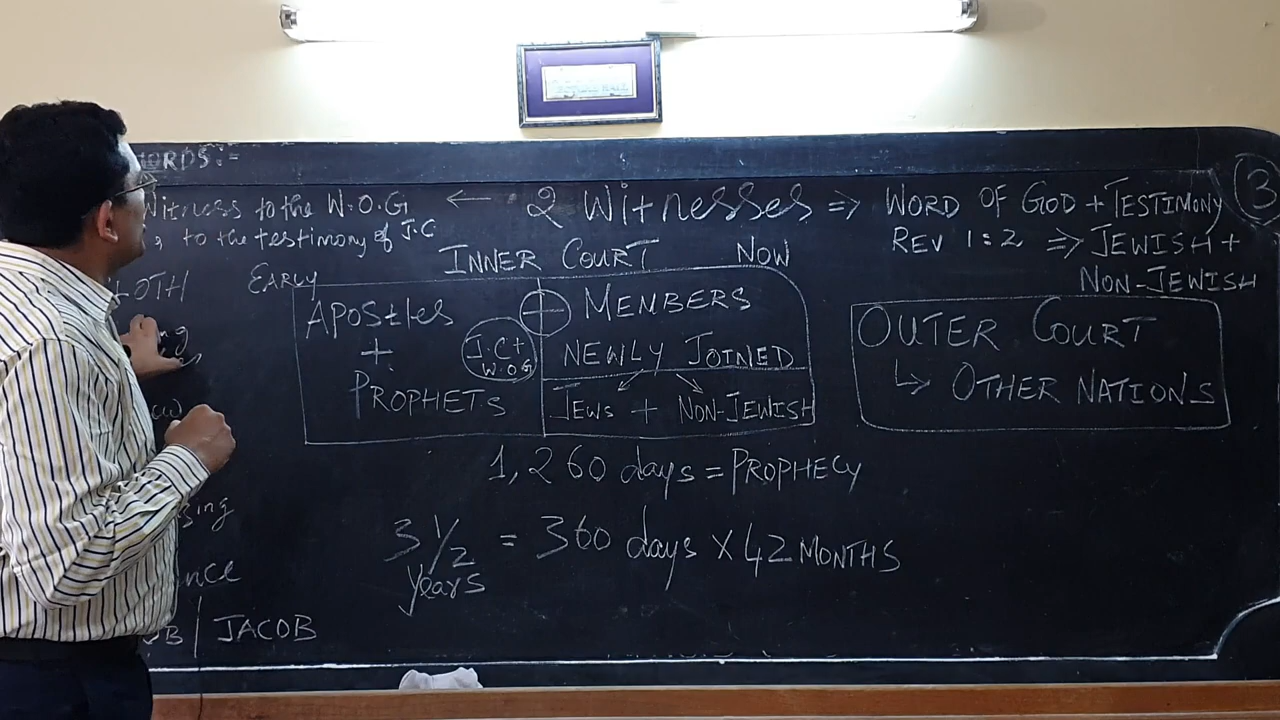 WORDS:-
Witness to the W.O.G ← 2 Witnesses ⇒ WORD OF GOD + TESTIMONY
" to the testimony of J.C.
REV 1:2 ⇒ JEWISH +
NON-JEWISH
3
INNER COURT NOW
EARLY
APOStles
+
PROPHETS
J.C+
W.O.G
MEMBERS
NEWLY JOINED
Jews + NON-JEWISH
OUTER COURT
↳ OTHER NATIONS
1,260 days = PROPHECY
3 1/2 = 360 days X 42 MONTHS
years
JACOB